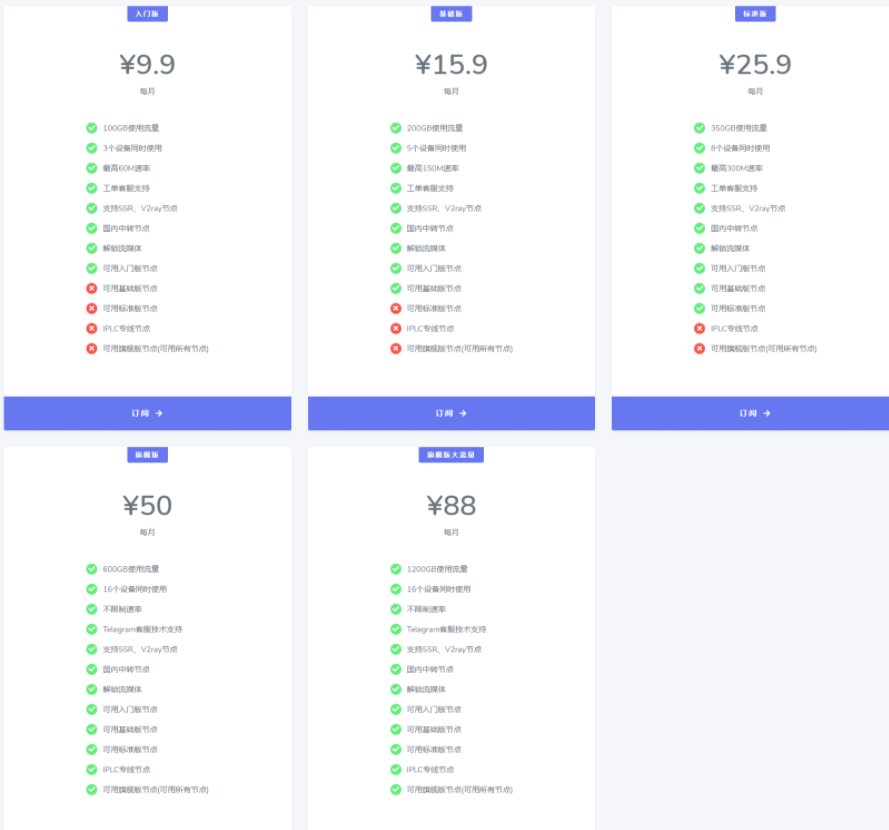 入门版
¥9.9
每月
100GB使用流量
3个设备同时使用
最高60M速率
工单客服支持
支持SSR、V2ray节点
国内中转节点
解锁流媒体
可用入门版节点
可用基础版节点
可用标准版节点
IPLC专线节点
可用旗舰版节点(可用所有节点)
订阅 →
基础版
¥15.9
每月
200GB使用流量
5个设备同时使用
最高150M速率
工单客服支持
支持SSR、V2ray节点
国内中转节点
解锁流媒体
可用入门版节点
可用基础版节点
可用标准版节点
IPLC专线节点
可用旗舰版节点(可用所有节点)
订阅 →
标准版
¥25.9
每月
350GB使用流量
8个设备同时使用
最高300M速率
工单客服支持
支持SSR、V2ray节点
国内中转节点
解锁流媒体
可用入门版节点
可用基础版节点
可用标准版节点
IPLC专线节点
可用旗舰版节点(可用所有节点)
订阅 →
旗舰版
¥50
每月
600GB使用流量
16个设备同时使用
不限制速率
Telegram客服技术支持
支持SSR、V2ray节点
国内中转节点
解锁流媒体
可用入门版节点
可用基础版节点
可用标准版节点
IPLC专线节点
可用旗舰版节点(可用所有节点)
旗舰版大流量
¥88
每月
1200GB使用流量
16个设备同时使用
不限制速率
Telegram客服技术支持
支持SSR、V2ray节点
国内中转节点
解锁流媒体
可用入门版节点
可用基础版节点
可用标准版节点
IPLC专线节点
可用旗舰版节点(可用所有节点)